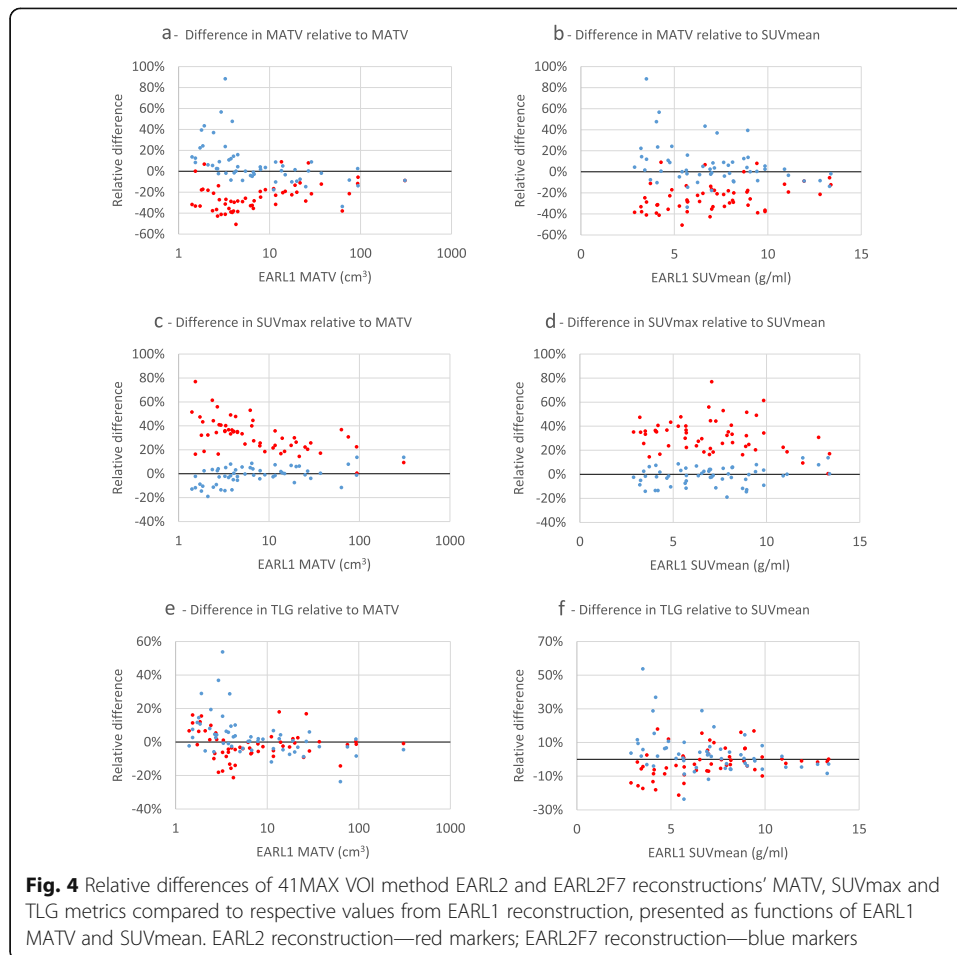 a - Difference in MATV relative to MATV
100%
80%
60%
40%
20%
0%
-20%
-40%
-60%
Relative difference
1 10 100 1000
EARL1 MATV (cm³)
b - Difference in MATV relative to SUVmean
100%
80%
60%
40%
20%
0%
-20%
-40%
-60%
Relative difference
0 5 10 15
EARL1 SUVmean (g/ml)
c - Difference in SUVmax relative to MATV
100%
80%
60%
40%
20%
0%
-20%
-40%
Relative difference
1 10 100 1000
EARL1 MATV (cm³)
d - Difference in SUVmax relative to SUVmean
100%
80%
60%
40%
20%
0%
-20%
-40%
Relative difference
0 5 10 15
EARL1 SUVmean (g/ml)
e - Difference in TLG relative to MATV
60%
40%
20%
0%
-20%
-40%
Relative difference
1 10 100 1000
EARL1 MATV (cm³)
f - Difference in TLG relative to SUVmean
70%
50%
30%
10%
-10%
-30%
Relative difference
0 5 10 15
EARL1 SUVmean (g/ml)
Fig. 4 Relative differences of 41MAX VOI method EARL2 and EARL2F7 reconstructions’ MATV, SUVmax and
TLG metrics compared to respective values from EARL1 reconstruction, presented as functions of EARL1
MATV and SUVmean. EARL2 reconstruction—red markers; EARL2F7 reconstruction—blue markers